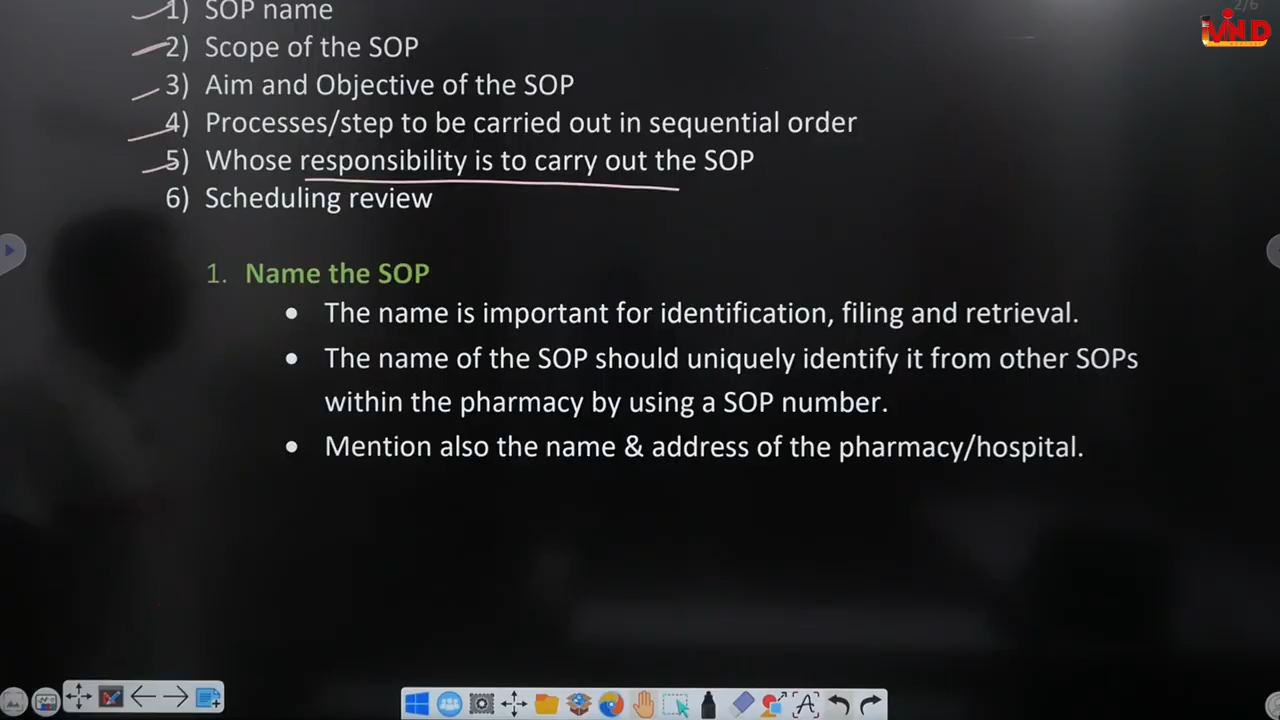 2/6
1) SOP name
2) Scope of the SOP
3) Aim and Objective of the SOP
4) Processes/step to be carried out in sequential order
5) Whose responsibility is to carry out the SOP
6) Scheduling review
1. Name the SOP
• The name is important for identification, filing and retrieval.
• The name of the SOP should uniquely identify it from other SOPs
within the pharmacy by using a SOP number.
• Mention also the name & address of the pharmacy/hospital.